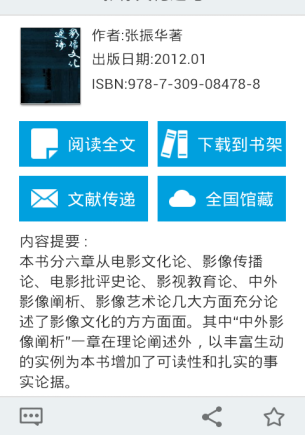 影像文化
迷论
作者:张振华著
出版日期:2012.01
ISBN:978-7-309-08478-8
阅读全文
下载到书架
文献传递
全国馆藏
内容提要：
本书分六章从电影文化论、影像传播
论、电影批评史论、影视教育论、中外
影像阐析、影像艺术论几大方面充分论
述了影像文化的方方面面。其中“中外影
像阐析”一章在理论阐述外，以丰富生动
的实例为本书增加了可读性和扎实的事
实论据。